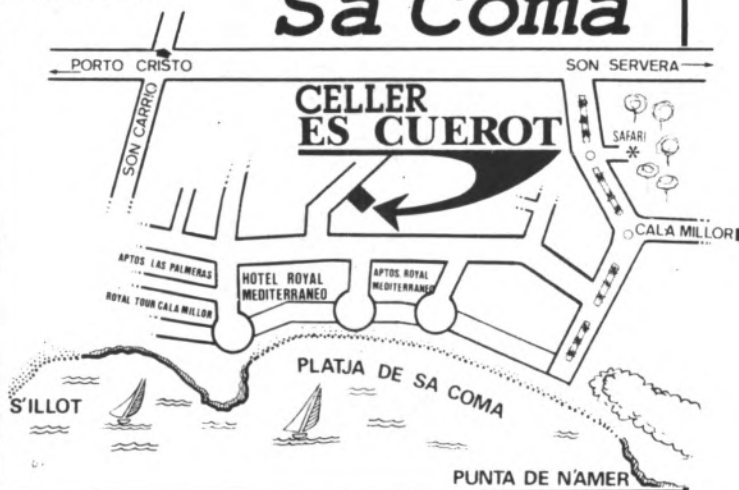 Sa Coma
PORTO CRISTO
SON SERVERA
SON CARRIO
CELLER
ES CUEROT
SAFARI
CALA MILLOR
APTOS LAS PALMERAS
HOTEL ROYAL
MEDITERRANEO
APTOS. ROYAL
MEDITERRANEO
ROYAL TOUR CALA MILLOR
PLATJA DE SA COMA
S'ILLOT
PUNTA DE N'AMER